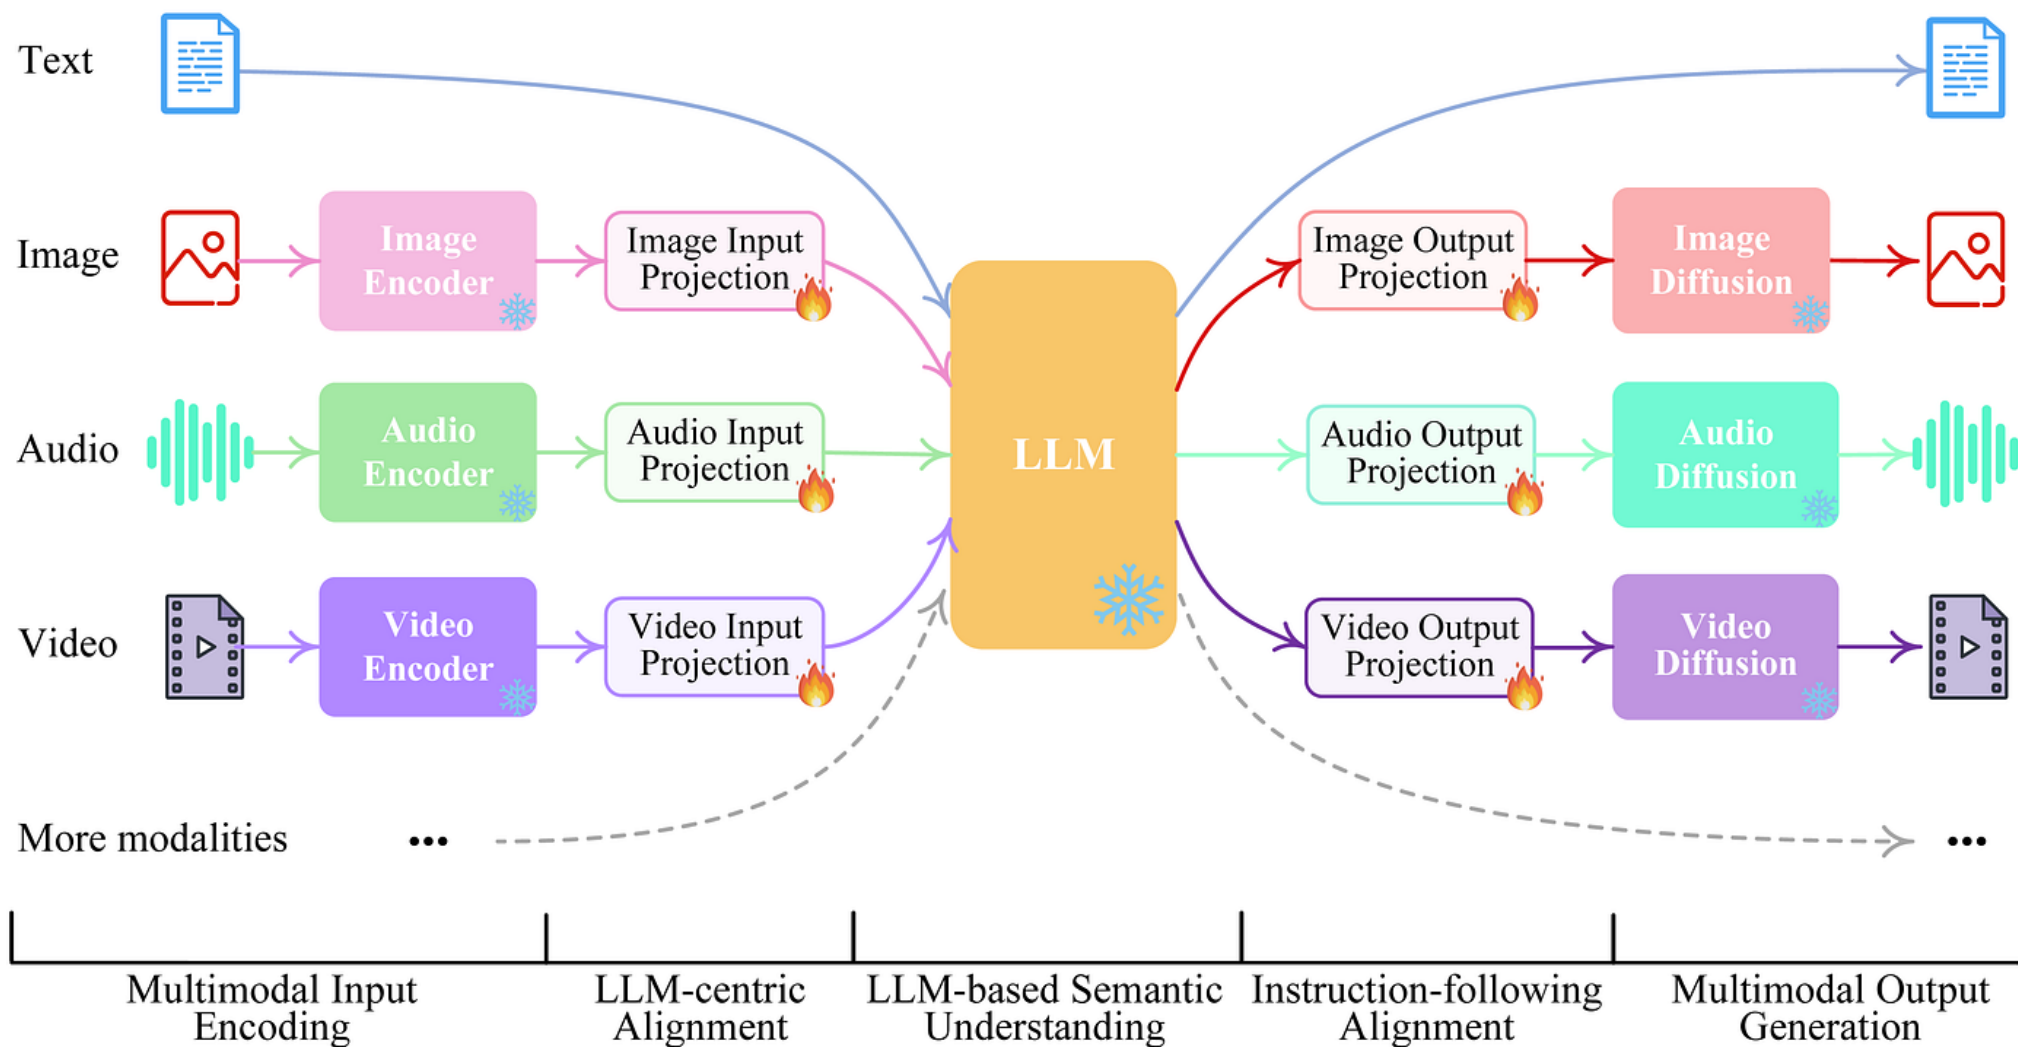 Text
Image
Image
Encoder
Image Input
Projection
Image Output
Projection
Image
Diffusion
Audio
Audio
Encoder
Audio Input
Projection
LLM
Audio Output
Projection
Audio
Diffusion
Video
Video
Encoder
Video Input
Projection
Video Output
Projection
Video
Diffusion
More modalities
...
...
Multimodal Input
Encoding
LLM-centric
Alignment
LLM-based Semantic
Understanding
Instruction-following
Alignment
Multimodal Output
Generation